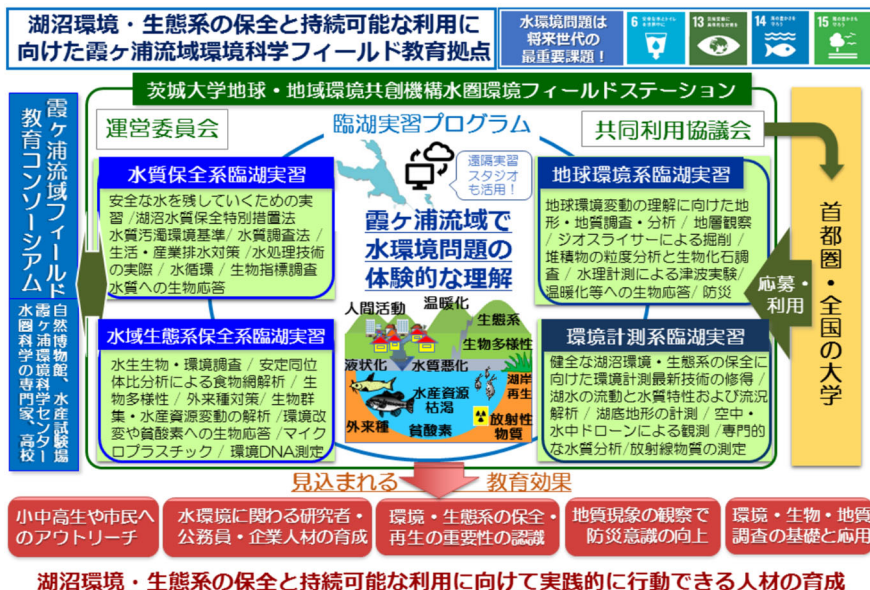 湖沼環境・生態系の保全と持続可能な利用に
向けた霞ヶ浦流域環境科学フィールド教育拠点
水環境問題は
将来世代の
最重要課題！
6
13
14
15
茨城大学地球・地域環境共創機構水圏環境フィールドステーション
霞ヶ浦流域フィールド
教育コンソーシアム
自然博物館、水産試験場
霞ヶ浦環境科学センター
水圏科学の専門家、高校
運営委員会
臨湖実習プログラム
共同利用協議会
遠隔実習
スタジオ
も活用！
水質保全系臨湖実習
安全な水を残していくための実
習 /湖沼水質保全特別措置法
水質汚濁環境基準/ 水質調査法/
生活・産業排水対策/水処理技術
の実際 / 水循環 / 生物指標調査
水質への生物応答
地球環境系臨湖実習
地球環境変動の理解に向けた地
形・地質調査・分析 / 地層観察
/ ジオスライサーによる掘削 /
堆積物の粒度分析と生物化石調
査 / 水理計測による津波実験/
温暖化等への生物応答/ 防災
霞ヶ浦流域で
水環境問題の
体験的な理解
人間活動
温暖化
生態系
生物多様性
液状化
水質悪化
湖岸
再生
水産資源
枯渇
外来種
貧酸素
放射性
物質
水域生態系保全系臨湖実習
水生生物・環境調査 / 安定同位
体比分析による食物網解析 / 生
物多様性 / 外来種対策/ 生物群
集・水産資源変動の解析 /環境改
変や貧酸素への生物応答/マイク
ロプラスチック / 環境DNA測定
環境計測系臨湖実習
健全な湖沼環境・生態系の保全に
向けた環境計測最新技術の修得 /
湖水の流動と水質特性および流況
解析 / 湖底地形の計測 / 空中・
水中ドローンによる観測 /専門的
な水質分析/放射線物質の測定
応募・
利用
首都圏・全国の大学
見込まれる 教育効果
小中高生や市民へ
のアウトリーチ
水環境に関わる研究者・
公務員・企業人材の育成
環境・生態系の保全・
再生の重要性の認識
地質現象の観察で
防災意識の向上
環境・生物・地質
調査の基礎と応用
湖沼環境・生態系の保全と持続可能な利用に向けて実践的に行動できる人材の育成